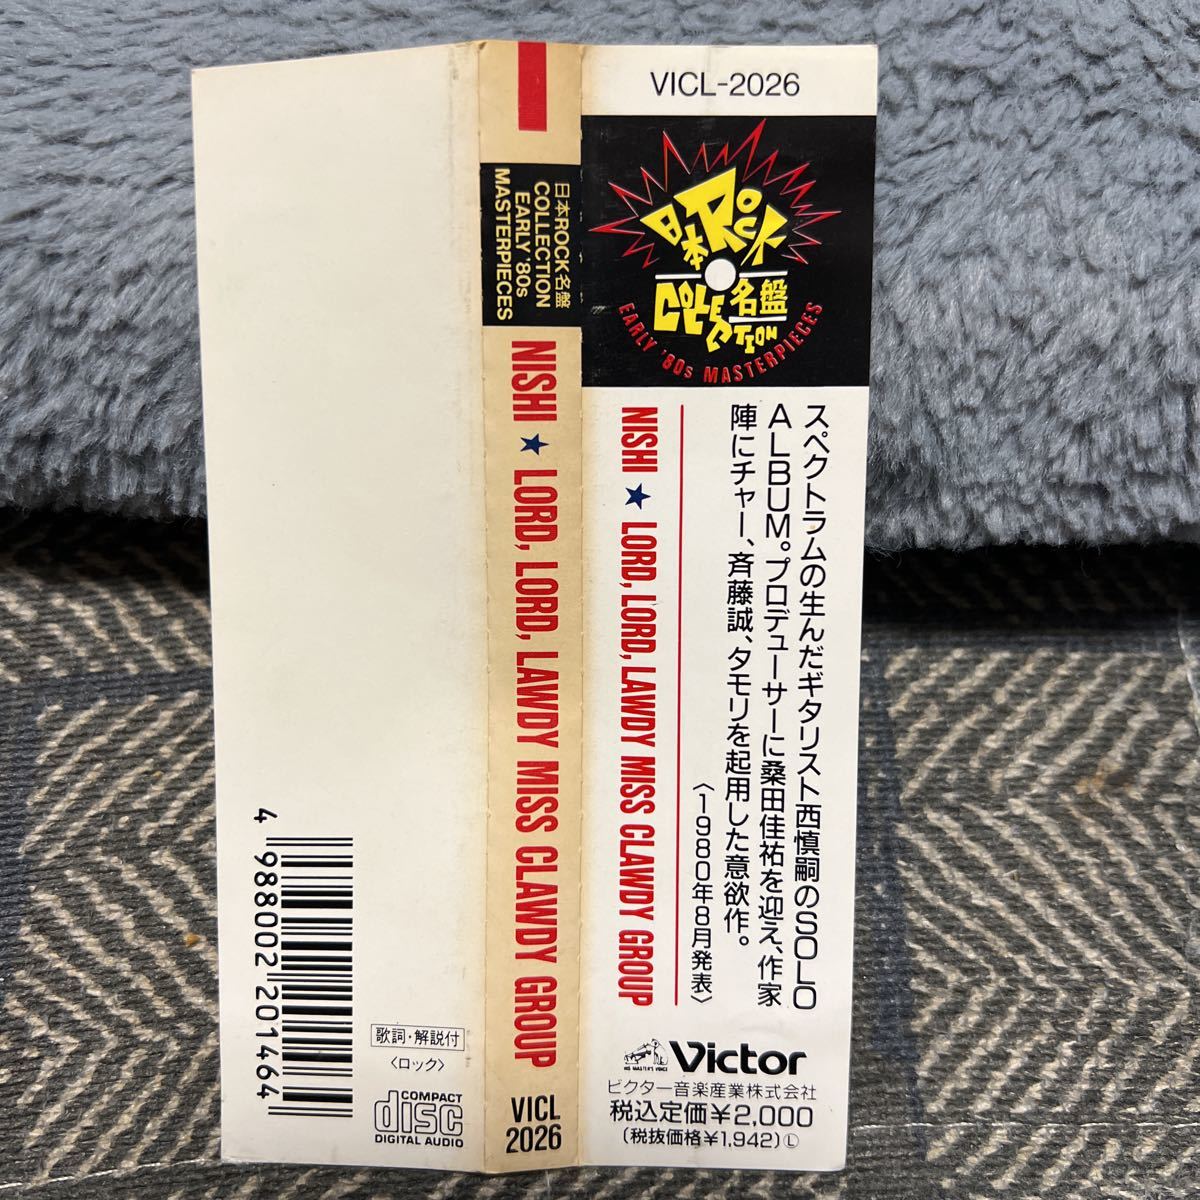 VICL-2026
日本ROCK
名盤
COLLECTION
EARLY '80s MASTERPIECES
スペクトラムの生んだギタリスト西慎嗣のSOLO
ALBUM。プロデューサーに桑田佳祐を迎え、作家
陣にチャー、斉藤誠、タモリを起用した意欲作。
〈1980年8月発表〉
NISHI ★ LORD, LORD, LAWDY MISS CLAWDY GROUP
HIS MASTER'S VOICE
Victor
ビクター音楽産業株式会社
税込定価¥2,000
(税抜価格¥1,942)Ⓛ
日本ROCK名盤
COLLECTION
EARLY '80s
MASTERPIECES
NISHI ★ LORD, LORD, LAWDY MISS CLAWDY GROUP
VICL
2026
4 988002 201464
歌詞・解説付
〈ロック〉
COMPACT
disc
DIGITAL AUDIO